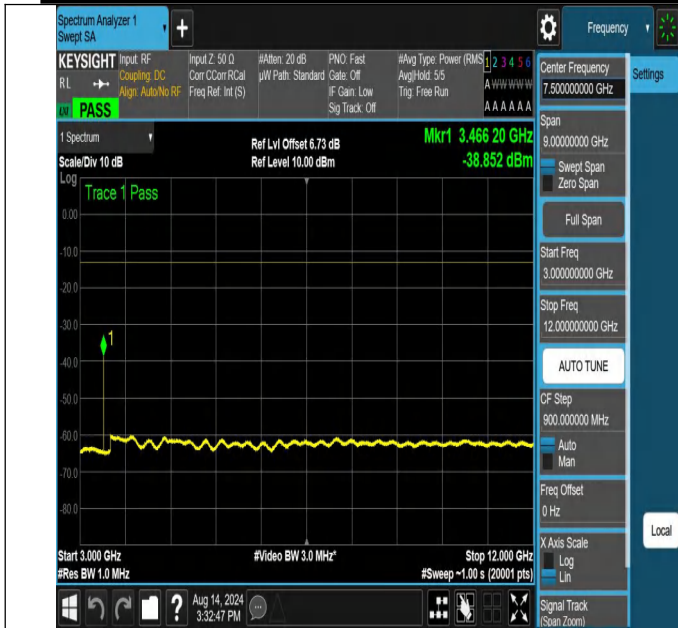 Spectrum Analyzer 1
Swept SA
+
Frequency
KEYSIGHT
RL
PASS
Input: RF
Coupling: DC
Align: Auto/No RF
Input Z: 50 Ω
Corr CCorr RCal
Freq Ref: Int (S)
#Atten: 20 dB
µW Path: Standard
PNO: Fast
Gate: Off
IF Gain: Low
Sig Track: Off
#Avg Type: Power (RMS
Avg|Hold: 5/5
Trig: Free Run
1 2 3 4 5 6
A W W W W W
A A A A A A
Center Frequency
7.500000000 GHz
Settings
Span
9.00000000 GHz
Swept Span
Zero Span
Full Span
Start Freq
3.000000000 GHz
Stop Freq
12.000000000 GHz
AUTO TUNE
CF Step
900.000000 MHz
Auto
Man
Freq Offset
0 Hz
X Axis Scale
Log
Lin
Signal Track
(Span Zoom)
Local
1 Spectrum
Scale/Div 10 dB
Ref Lvl Offset 6.73 dB
Ref Level 10.00 dBm
Mkr1 3.466 20 GHz
-38.852 dBm
Log
Trace 1 Pass
0.00
-10.0
-20.0
-30.0
1
-40.0
-50.0
-60.0
-70.0
-80.0
Start 3.000 GHz
#Video BW 3.0 MHz*
Stop 12.000 GHz
#Res BW 1.0 MHz
#Sweep ~1.00 s (20001 pts)
?
Aug 14, 2024
3:32:47 PM